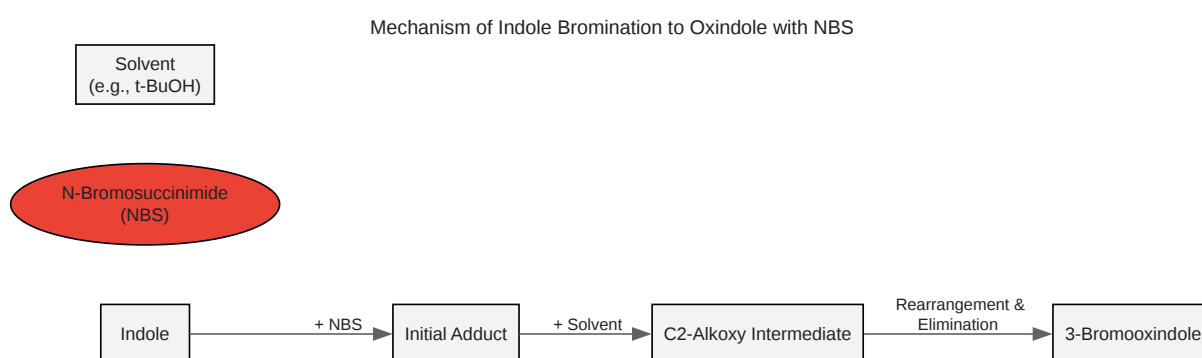 Mechanism of Indole Bromination to Oxindole with NBS
Solvent
(e.g., t-BuOH)
N-Bromosuccinimide
(NBS)
Indole
+ NBS
Initial Adduct
+ Solvent
C2-Alkoxy Intermediate
Rearrangement &
Elimination
3-Bromooxindole